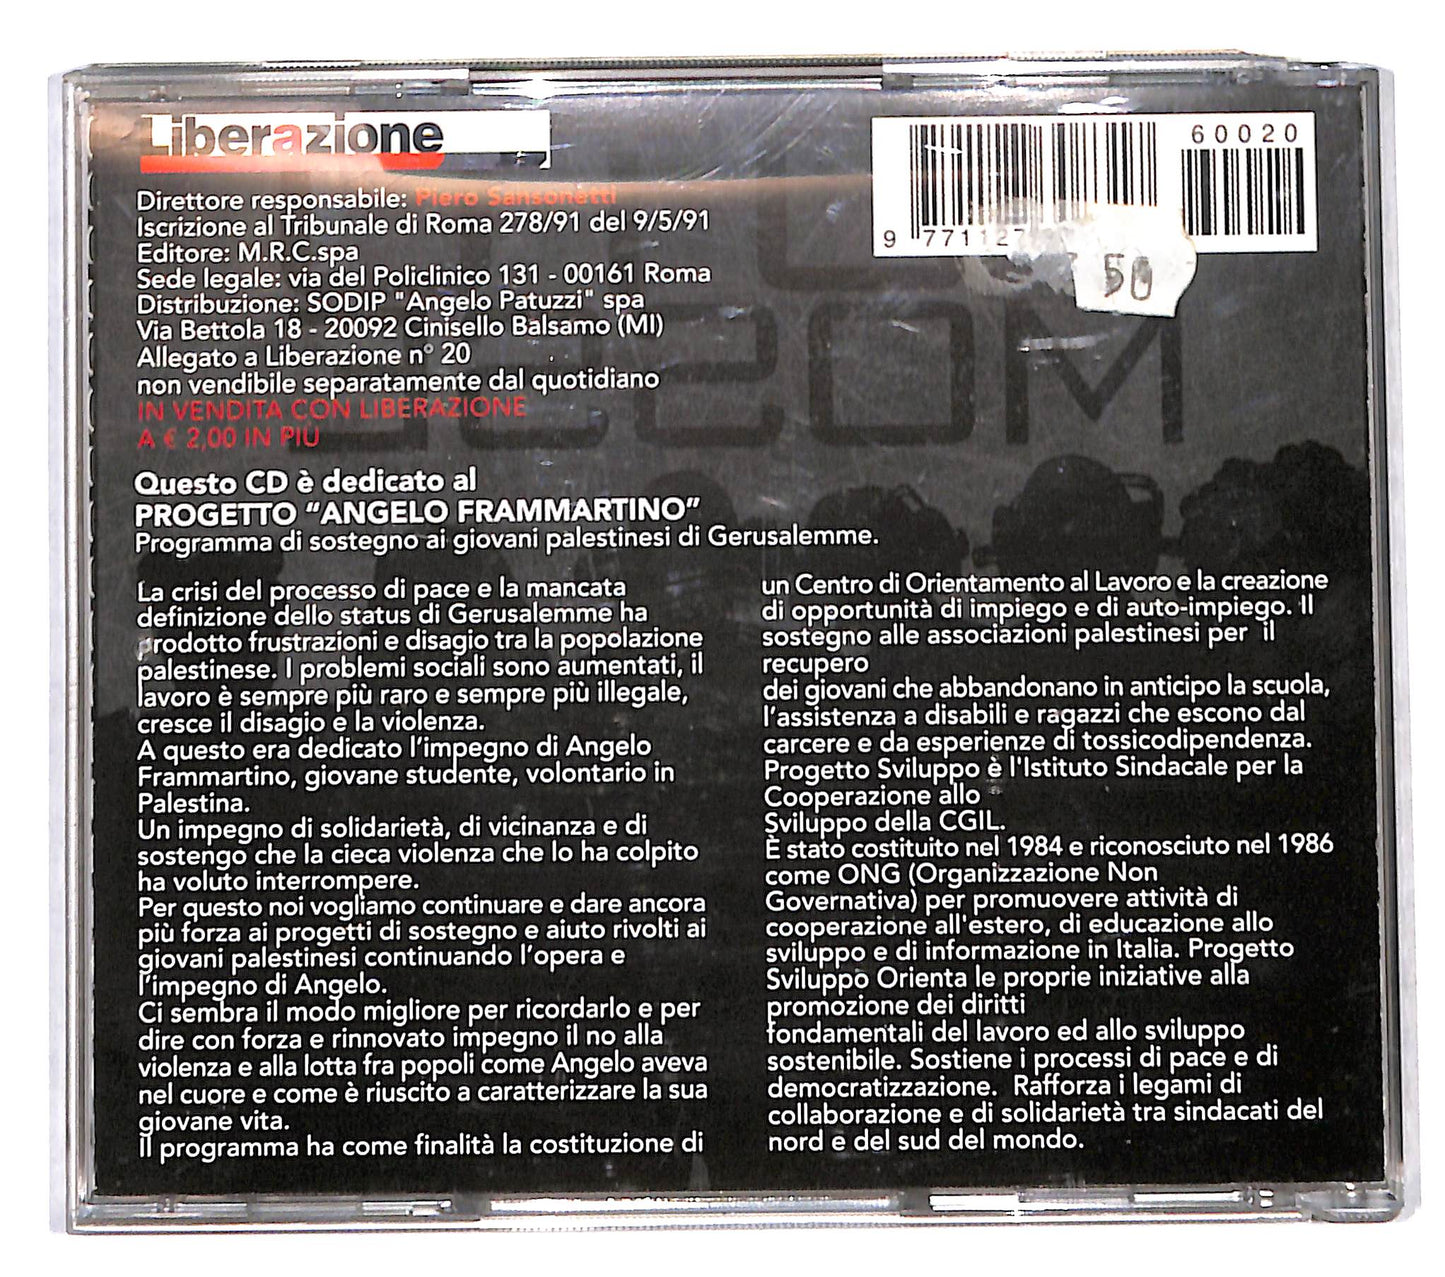 Liberazione
Direttore responsabile: Piero Sansonetti
Iscrizione al Tribunale di Roma 278/91 del 9/5/91
Editore: M.R.C.spa
Sede legale: via del Policlinico 131 - 00161 Roma
Distribuzione: SODIP "Angelo Patuzzi" spa
Via Bettola 18 - 20092 Cinisello Balsamo (MI)
Allegato a Liberazione n° 20
non vendibile separatamente dal quotidiano
IN VENDITA CON LIBERAZIONE
A € 2,00 IN PIÙ
60020
9 771127
50
Questo CD è dedicato al
PROGETTO “ANGELO FRAMMARTINO”
Programma di sostegno ai giovani palestinesi di Gerusalemme.
La crisi del processo di pace e la mancata
definizione dello status di Gerusalemme ha
prodotto frustrazioni e disagio tra la popolazione
palestinese. I problemi sociali sono aumentati, il
lavoro è sempre più raro e sempre più illegale,
cresce il disagio e la violenza.
A questo era dedicato l’impegno di Angelo
Frammartino, giovane studente, volontario in
Palestina.
Un impegno di solidarietà, di vicinanza e di
sostengo che la cieca violenza che lo ha colpito
ha voluto interrompere.
Per questo noi vogliamo continuare e dare ancora
più forza ai progetti di sostegno e aiuto rivolti ai
giovani palestinesi continuando l’opera e
l’impegno di Angelo.
Ci sembra il modo migliore per ricordarlo e per
dire con forza e rinnovato impegno il no alla
violenza e alla lotta fra popoli come Angelo aveva
nel cuore e come è riuscito a caratterizzare la sua
giovane vita.
Il programma ha come finalità la costituzione di
un Centro di Orientamento al Lavoro e la creazione
di opportunità di impiego e di auto-impiego. Il
sostegno alle associazioni palestinesi per il
recupero
dei giovani che abbandonano in anticipo la scuola,
l’assistenza a disabili e ragazzi che escono dal
carcere e da esperienze di tossicodipendenza.
Progetto Sviluppo è l'Istituto Sindacale per la
Cooperazione allo
Sviluppo della CGIL.
È stato costituito nel 1984 e riconosciuto nel 1986
come ONG (Organizzazione Non
Governativa) per promuovere attività di
cooperazione all'estero, di educazione allo
sviluppo e di informazione in Italia. Progetto
Sviluppo Orienta le proprie iniziative alla
promozione dei diritti
fondamentali del lavoro ed allo sviluppo
sostenibile. Sostiene i processi di pace e di
democratizzazione. Rafforza i legami di
collaborazione e di solidarietà tra sindacati del
nord e del sud del mondo.